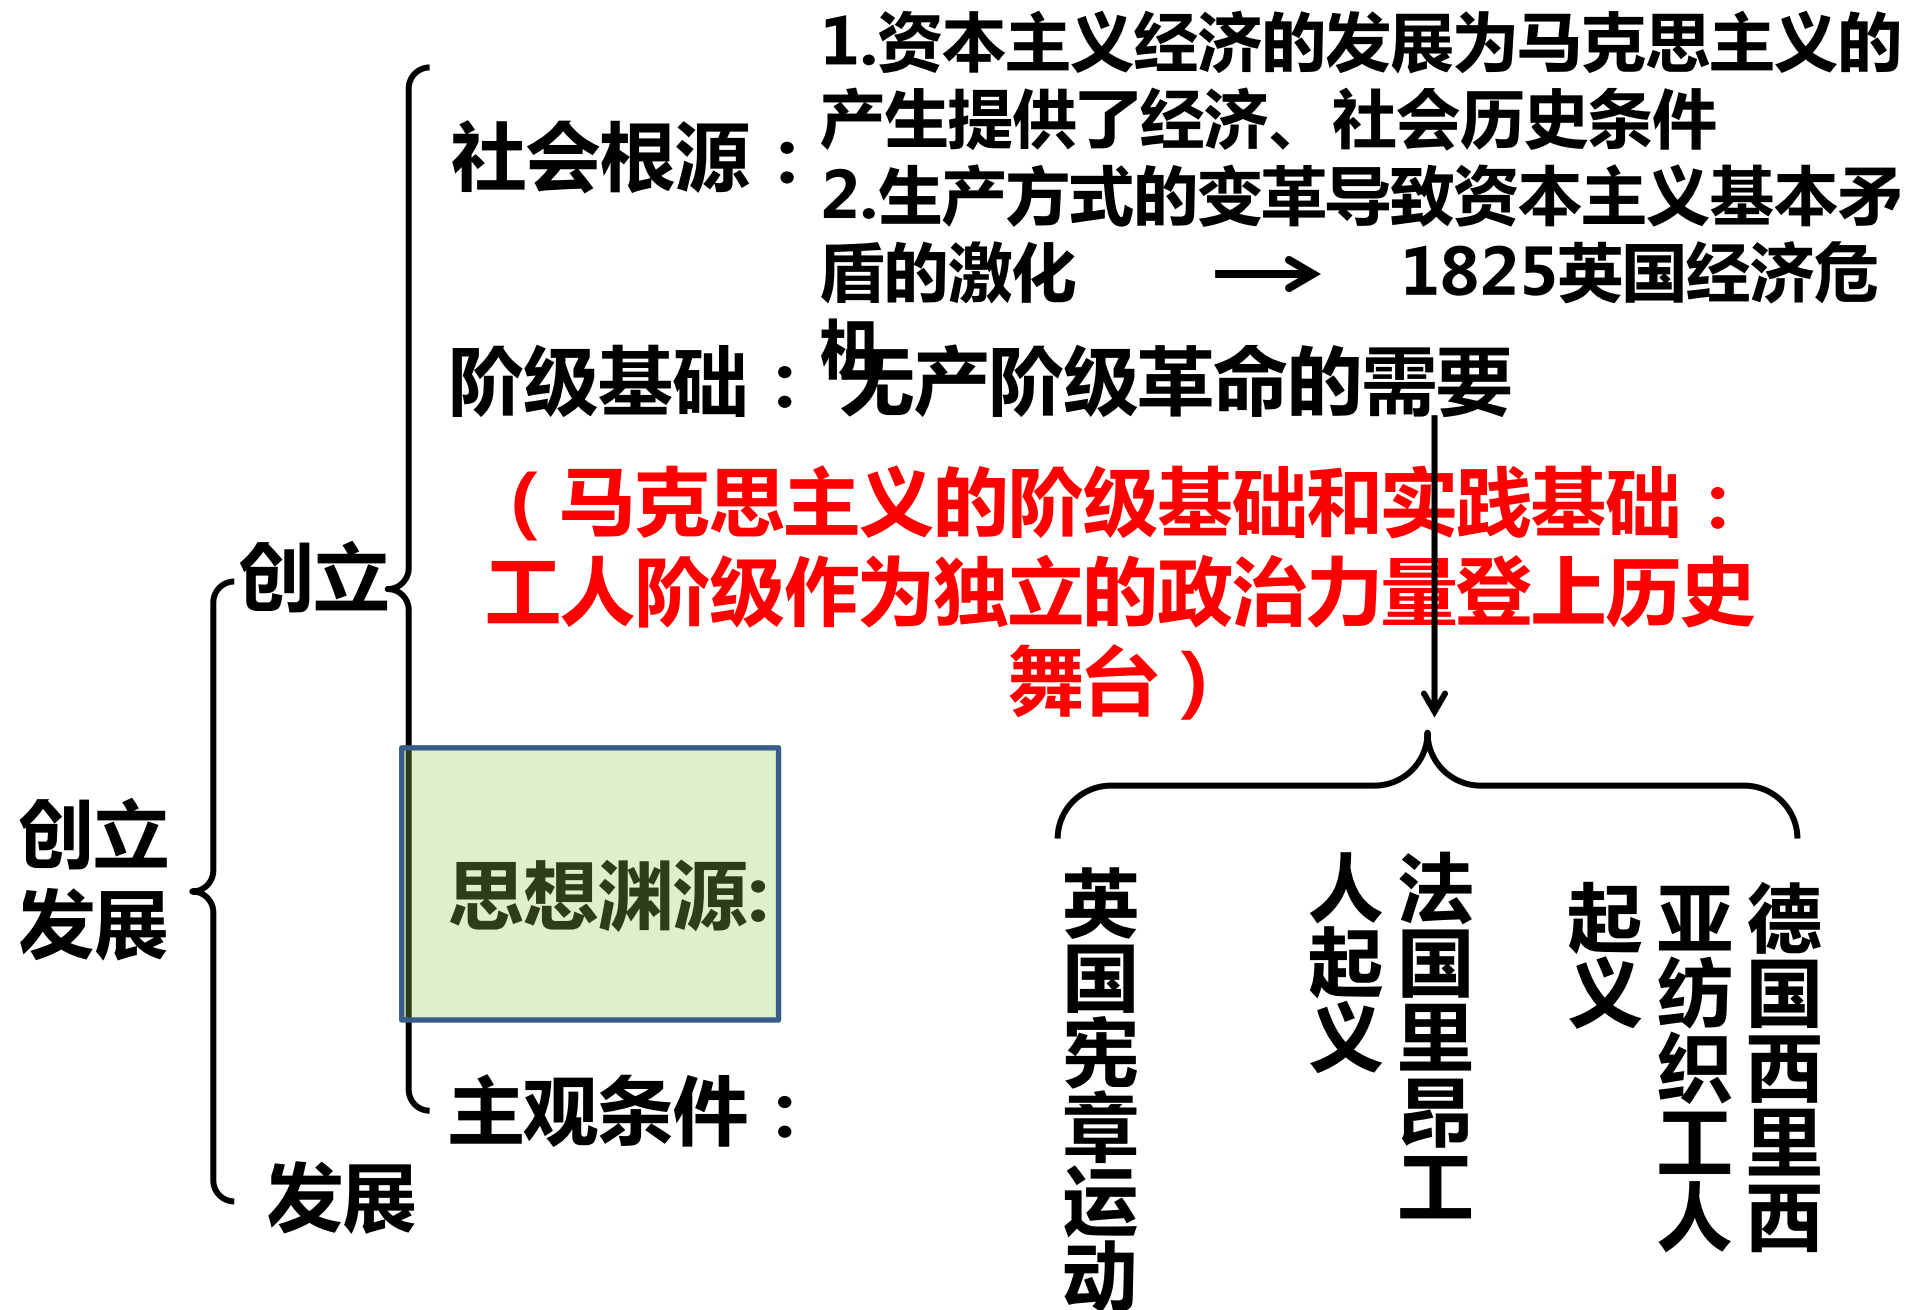 1.资本主义经济的发展为马克思主义的
产生提供了经济、社会历史条件
社会根源：
2.生产方式的变革导致资本主义基本矛
盾的激化 1825英国经济危
机
阶级基础：无产阶级革命的需要
（马克思主义的阶级基础和实践基础：
工人阶级作为独立的政治力量登上历史
舞台）
创立
创立
发展
思想渊源:
主观条件：
发展
英国宪章运动
法国里昂工
人起义
德国西里西
亚纺织工人
起义